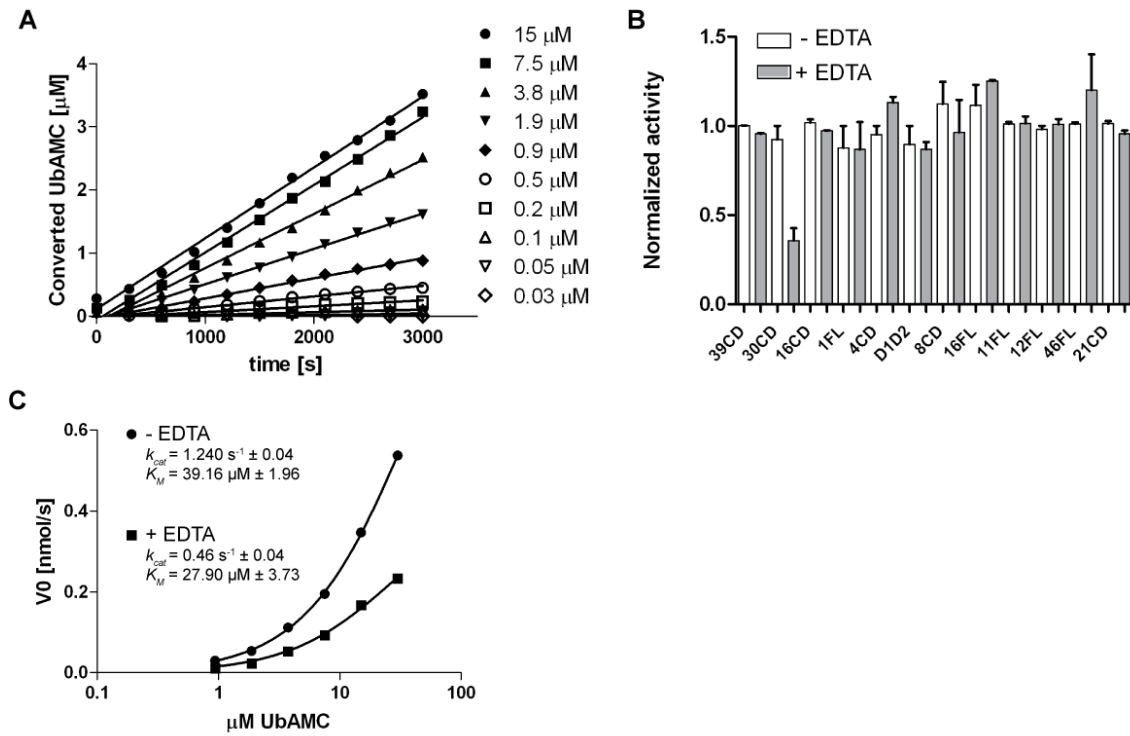 A
Converted UbAMC [µM]
4
3
2
1
0
0
1000
2000
3000
time [s]
15 µM
7.5 µM
3.8 µM
1.9 µM
0.9 µM
0.5 µM
0.2 µM
0.1 µM
0.05 µM
0.03 µM
B
Normalized activity
1.5
1.0
0.5
0.0
- EDTA
+ EDTA
39CD
30CD
16CD
1FL
4CD
D1D2
8CD
16FL
11FL
12FL
46FL
21CD
C
V0 [nmol/s]
0.6
0.4
0.2
0.0
0.1
1
10
100
µM UbAMC
- EDTA
kcat = 1.240 s⁻¹ ± 0.04
KM = 39.16 µM ± 1.96
+ EDTA
kcat = 0.46 s⁻¹ ± 0.04
KM = 27.90 µM ± 3.73